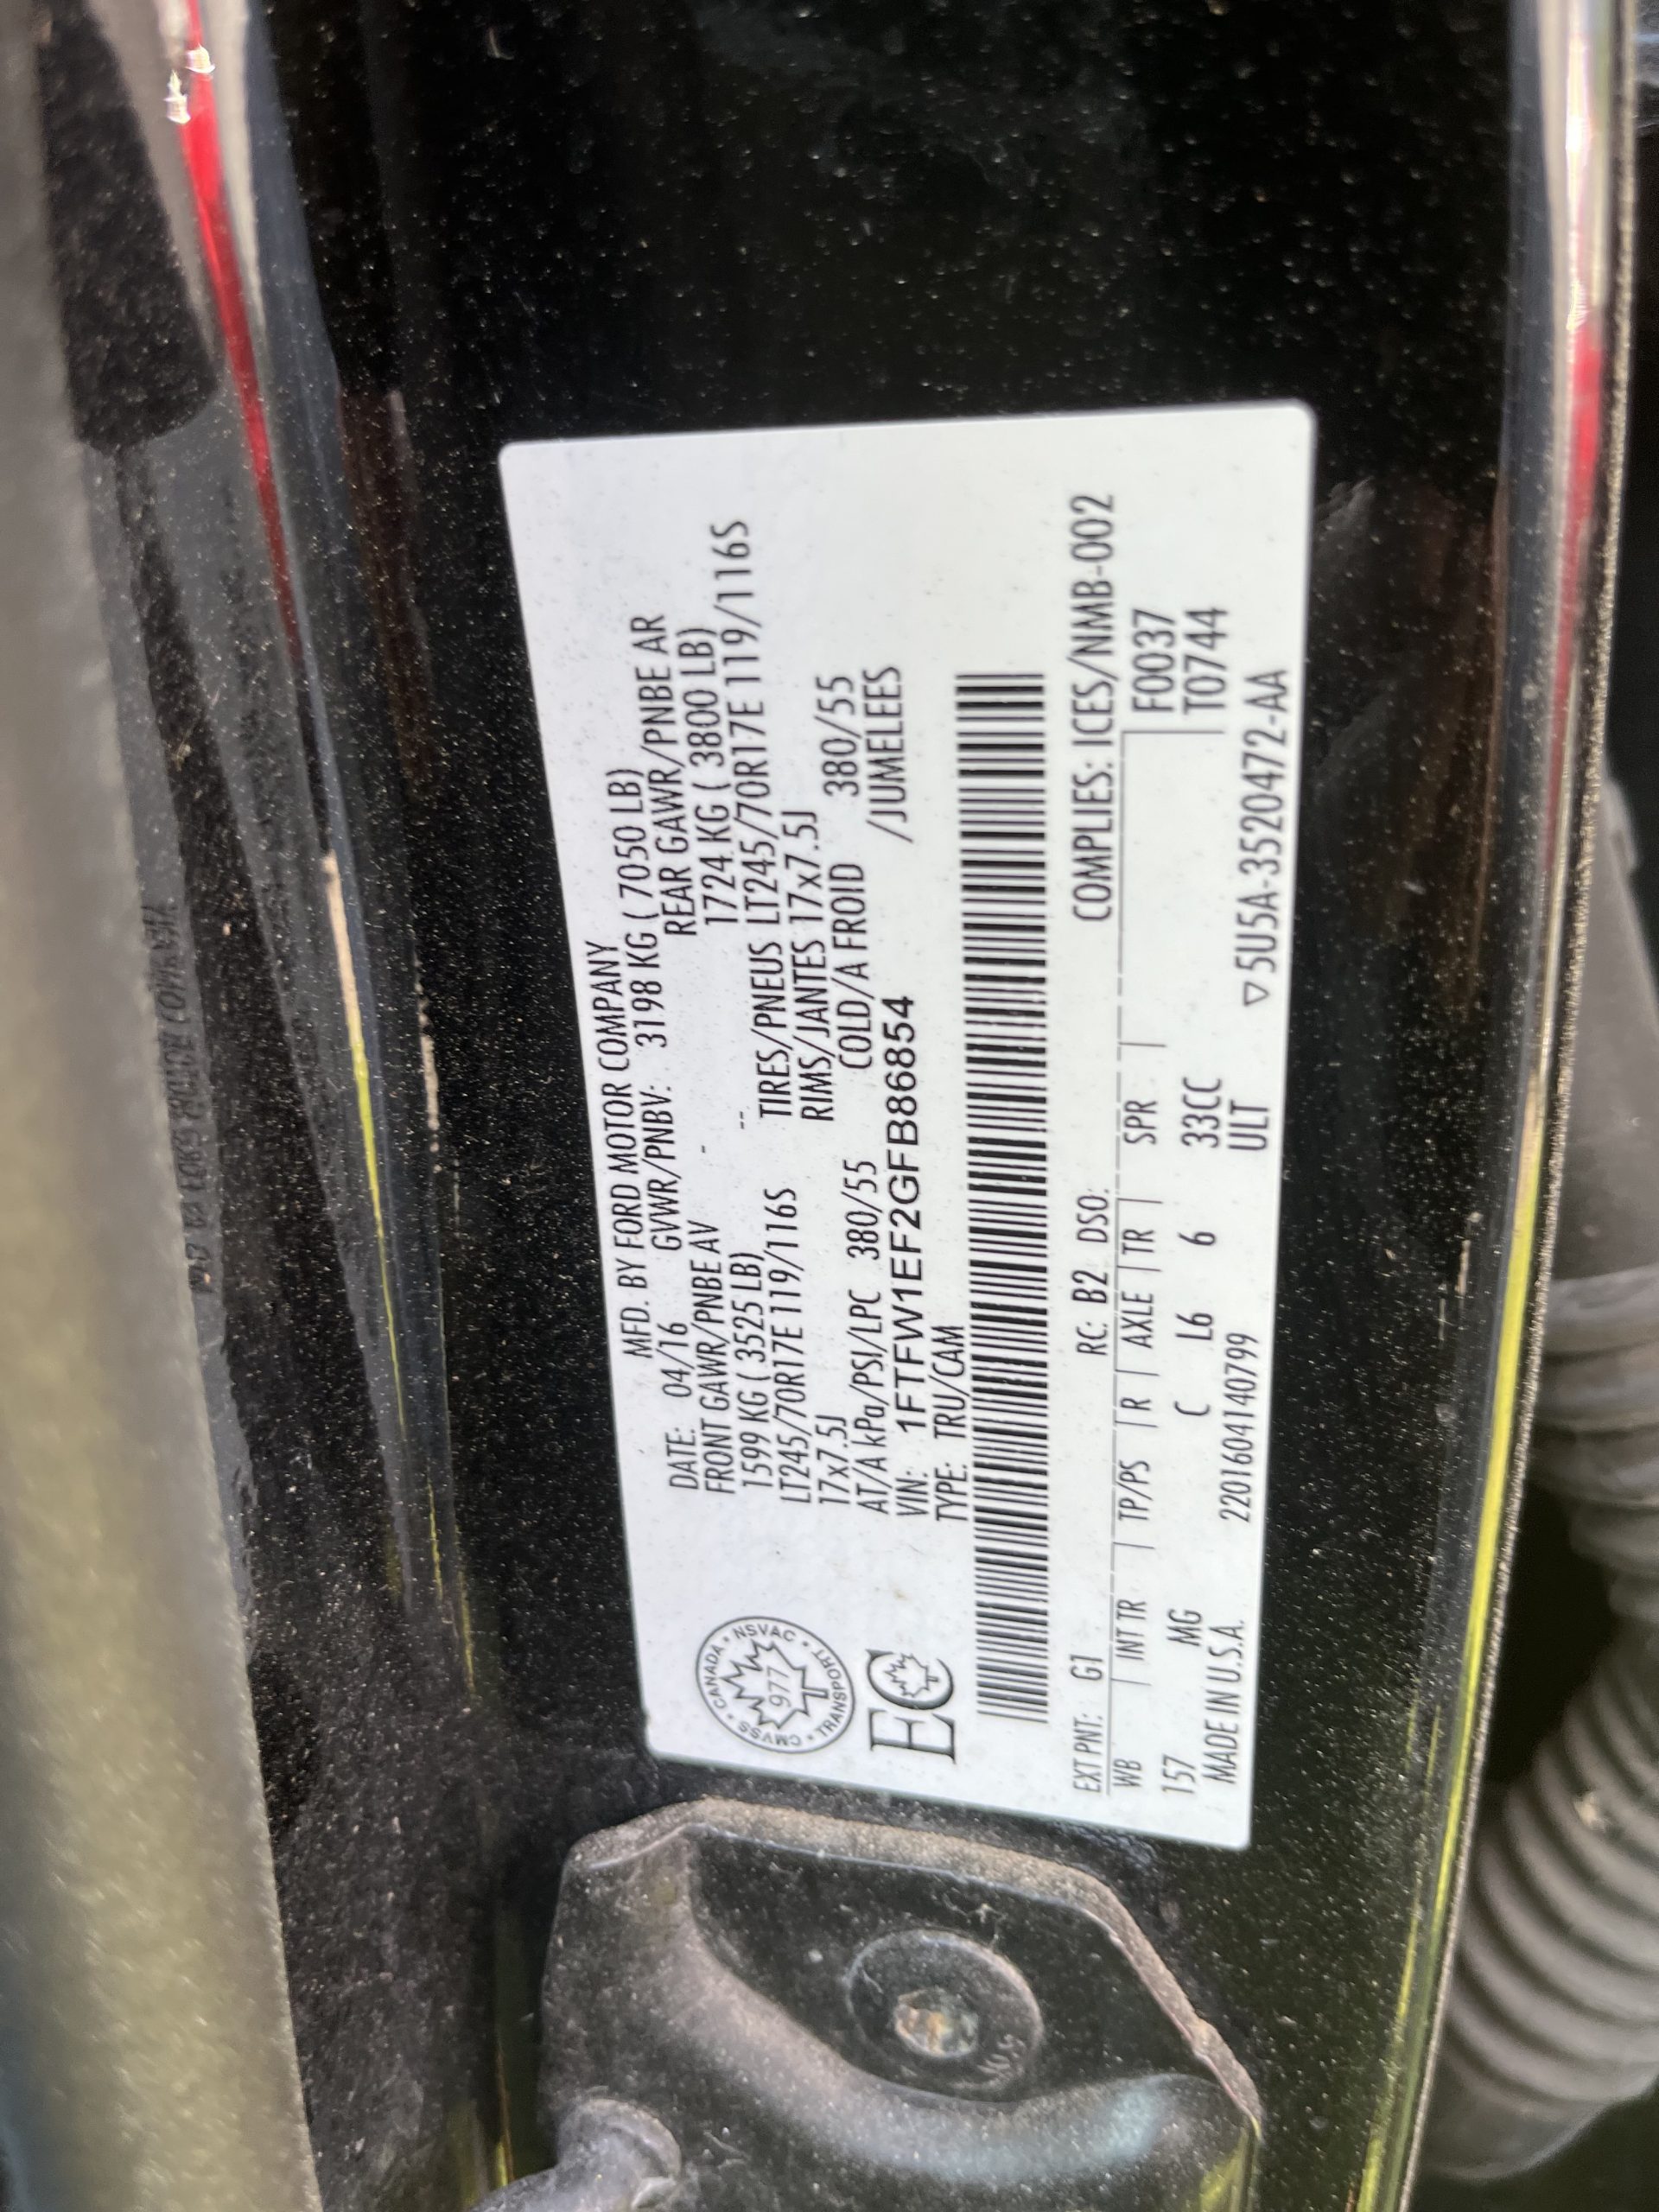 MFD. BY FORD MOTOR COMPANY
DATE: 04/16 GVWR/PNBV: 3198 KG ( 7050 LB)
FRONT GAWR/PNBE AV - REAR GAWR/PNBE AR
1599 KG ( 3525 LB) -- 1724 KG ( 3800 LB)
LT245/70R17E 119/116S TIRES/PNEUS LT245/70R17E 119/116S
17x7.5J RIMS/JANTES 17x7.5J
AT/A kPa/PSI/LPC 380/55 COLD/A FROID 380/55
VIN: 1FTFW1EF2GFB86854 /JUMELEES
TYPE: TRU/CAM
CANADA • NSVAC • TRANSPORT • CMVSS •
977
EC
EXT PNT: G1 RC: B2 DSO: COMPLIES: ICES/NMB-002
WB | INT TR | TP/PS | R | AXLE | TR | SPR | F0037
157 MG C L6 6 33CC T0744
MADE IN U.S.A. 2201604140799 ULT ▽ 5U5A-3520472-AA